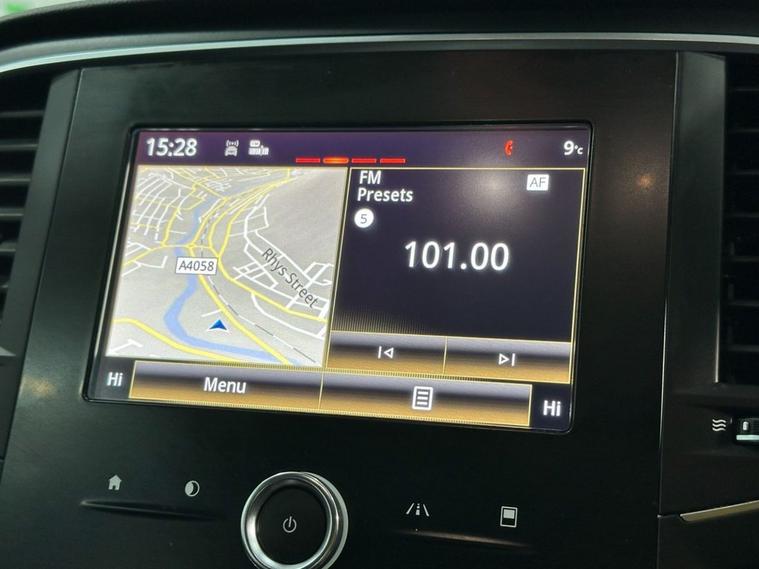 15:28
9°C
FM
AF
Presets
5
101.00
A4058
Rhys Street
Hi
Menu
Hi